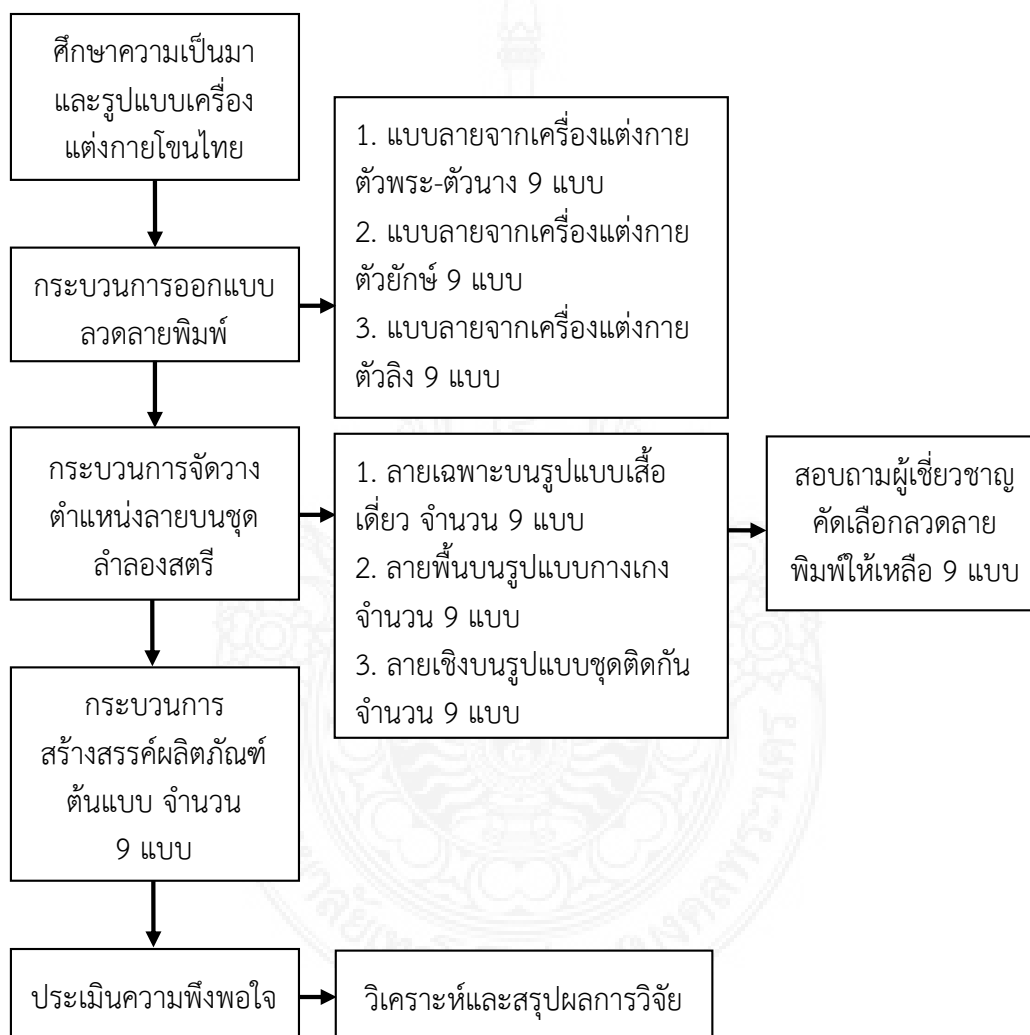 ศึกษาความเป็นมา
และรูปแบบเครื่อง
แต่งกายโขนไทย
1. แบบลายจากเครื่องแต่งกาย
ตัวพระ-ตัวนาง 9 แบบ
2. แบบลายจากเครื่องแต่งกาย
ตัวยักษ์ 9 แบบ
3. แบบลายจากเครื่องแต่งกาย
ตัวลิง 9 แบบ
กระบวนการออกแบบ
ลวดลายพิมพ์
กระบวนการจัดวาง
ตำแหน่งลายบนชุด
ลำลองสตรี
1. ลายเฉพาะบนรูปแบบเสื้อ
เดี่ยว จำนวน 9 แบบ
2. ลายพื้นบนรูปแบบกางเกง
จำนวน 9 แบบ
3. ลายเชิงบนรูปแบบชุดติดกัน
จำนวน 9 แบบ
สอบถามผู้เชี่ยวชาญ
คัดเลือกลวดลาย
พิมพ์ให้เหลือ 9 แบบ
กระบวนการ
สร้างสรรค์ผลิตภัณฑ์
ต้นแบบ จำนวน
9 แบบ
ประเมินความพึงพอใจ
วิเคราะห์และสรุปผลการวิจัย